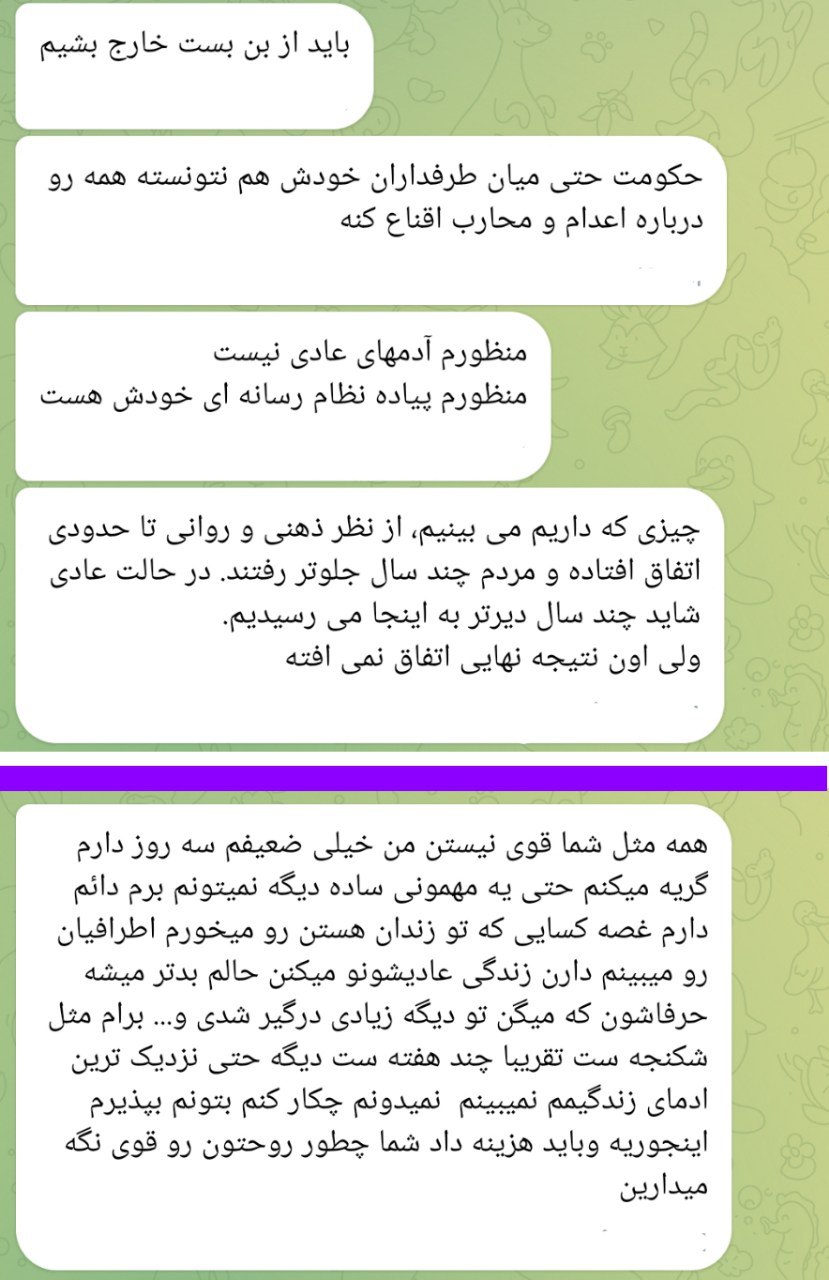 باید از بن بست خارج بشیم
حکومت حتی میان طرفداران خودش هم نتونسته همه رو
درباره اعدام و محارب اقناع کنه
منظورم آدمهای عادی نیست
منظورم پیاده نظام رسانه ای خودش هست
چیزی که داریم می بینیم، از نظر ذهنی و روانی تا حدودی
اتفاق افتاده و مردم چند سال جلوتر رفتند. در حالت عادی
شاید چند سال دیرتر به اینجا می رسیدیم.
ولی اون نتیجه نهایی اتفاق نمی افته
همه مثل شما قوی نیستن من خیلی ضعیفم سه روز دارم
گریه میکنم حتی یه مهمونی ساده دیگه نمیتونم برم دائم
دارم غصه کسایی که تو زندان هستن رو میخورم اطرافیان
رو میبینم دارن زندگی عادیشونو میکنن حالم بدتر میشه
حرفاشون که میگن تو دیگه زیادی درگیر شدی و... برام مثل
شکنجه ست تقریبا چند هفته ست دیگه حتی نزدیک ترین
ادمای زندگیمم نمیبینم نمیدونم چکار کنم بتونم بپذیرم
اینجوریه وباید هزینه داد شما چطور روحتون رو قوی نگه
میدارین